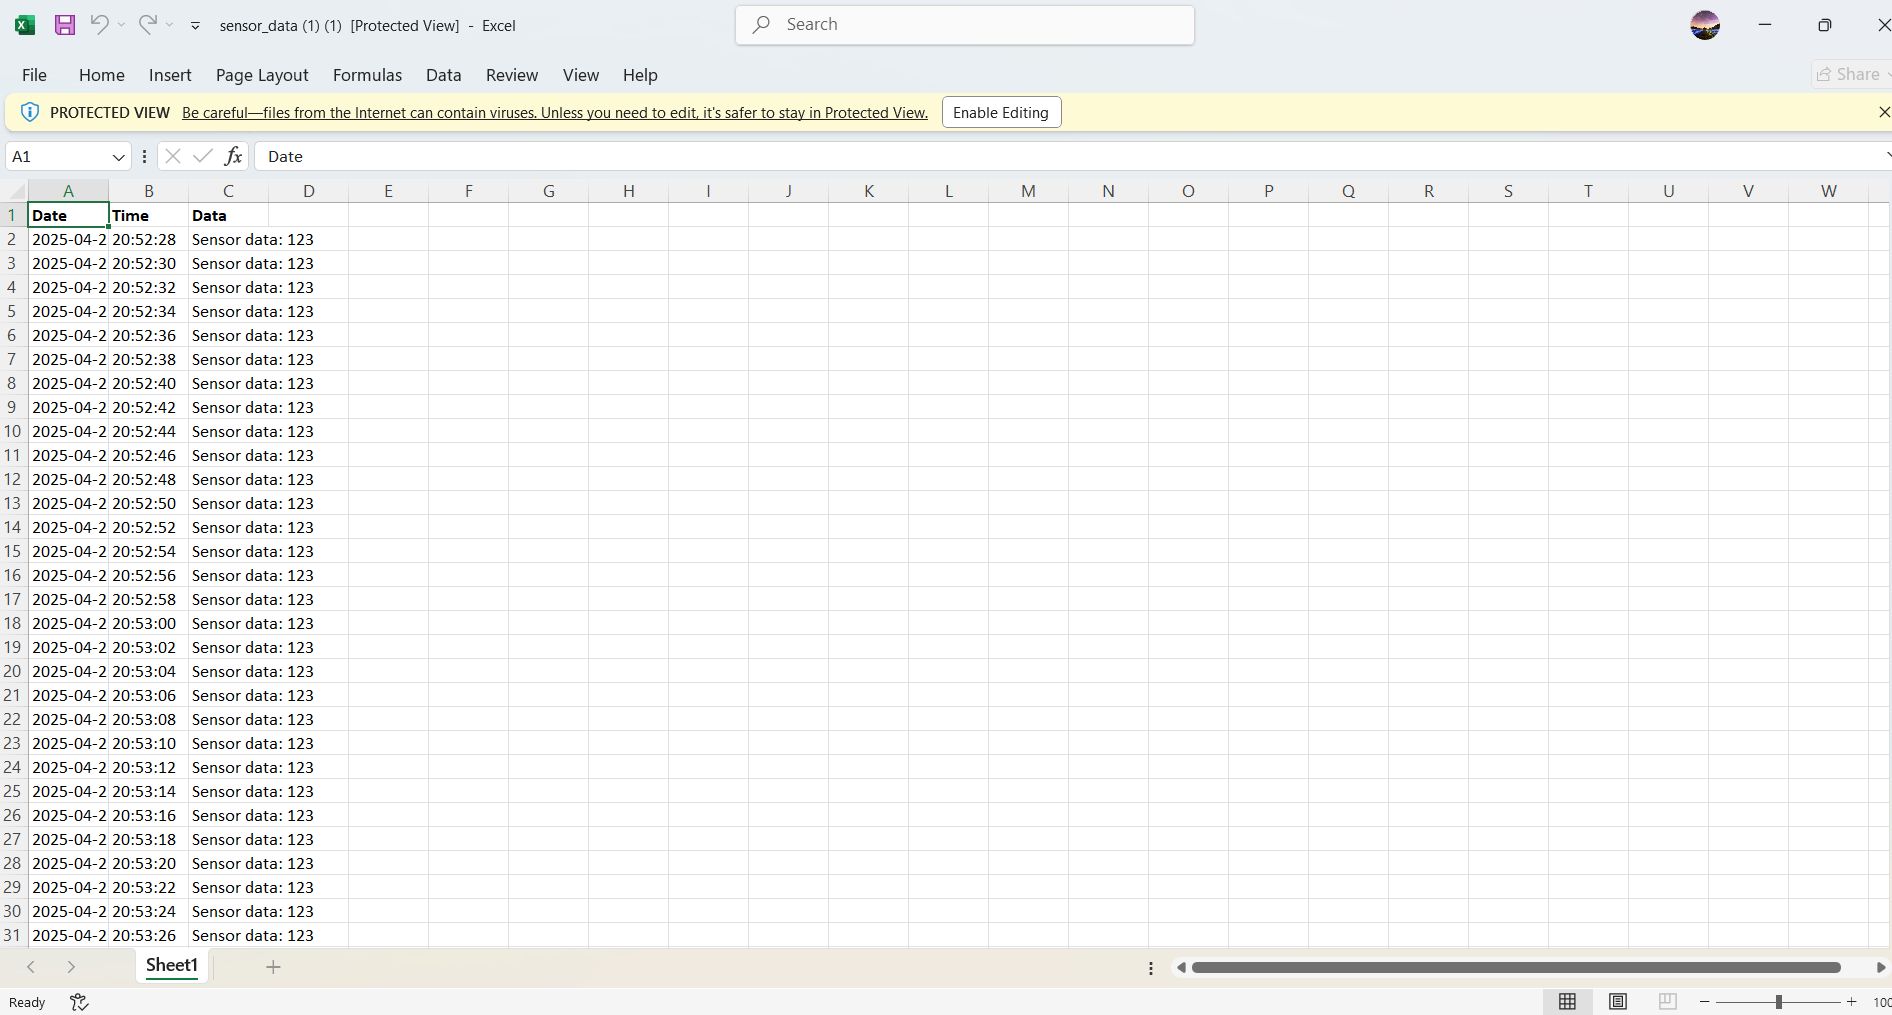 sensor_data (1) (1) [Protected View] - Excel
Search
File Home Insert Page Layout Formulas Data Review View Help
Share
PROTECTED VIEW Be careful—files from the Internet can contain viruses. Unless you need to edit, it's safer to stay in Protected View. Enable Editing
A1 fx Date
A B C D E F G H I J K L M N O P Q R S T U V W
1 Date Time Data
2 2025-04-2 20:52:28 Sensor data: 123
3 2025-04-2 20:52:30 Sensor data: 123
4 2025-04-2 20:52:32 Sensor data: 123
5 2025-04-2 20:52:34 Sensor data: 123
6 2025-04-2 20:52:36 Sensor data: 123
7 2025-04-2 20:52:38 Sensor data: 123
8 2025-04-2 20:52:40 Sensor data: 123
9 2025-04-2 20:52:42 Sensor data: 123
10 2025-04-2 20:52:44 Sensor data: 123
11 2025-04-2 20:52:46 Sensor data: 123
12 2025-04-2 20:52:48 Sensor data: 123
13 2025-04-2 20:52:50 Sensor data: 123
14 2025-04-2 20:52:52 Sensor data: 123
15 2025-04-2 20:52:54 Sensor data: 123
16 2025-04-2 20:52:56 Sensor data: 123
17 2025-04-2 20:52:58 Sensor data: 123
18 2025-04-2 20:53:00 Sensor data: 123
19 2025-04-2 20:53:02 Sensor data: 123
20 2025-04-2 20:53:04 Sensor data: 123
21 2025-04-2 20:53:06 Sensor data: 123
22 2025-04-2 20:53:08 Sensor data: 123
23 2025-04-2 20:53:10 Sensor data: 123
24 2025-04-2 20:53:12 Sensor data: 123
25 2025-04-2 20:53:14 Sensor data: 123
26 2025-04-2 20:53:16 Sensor data: 123
27 2025-04-2 20:53:18 Sensor data: 123
28 2025-04-2 20:53:20 Sensor data: 123
29 2025-04-2 20:53:22 Sensor data: 123
30 2025-04-2 20:53:24 Sensor data: 123
31 2025-04-2 20:53:26 Sensor data: 123
Sheet1
Ready
100